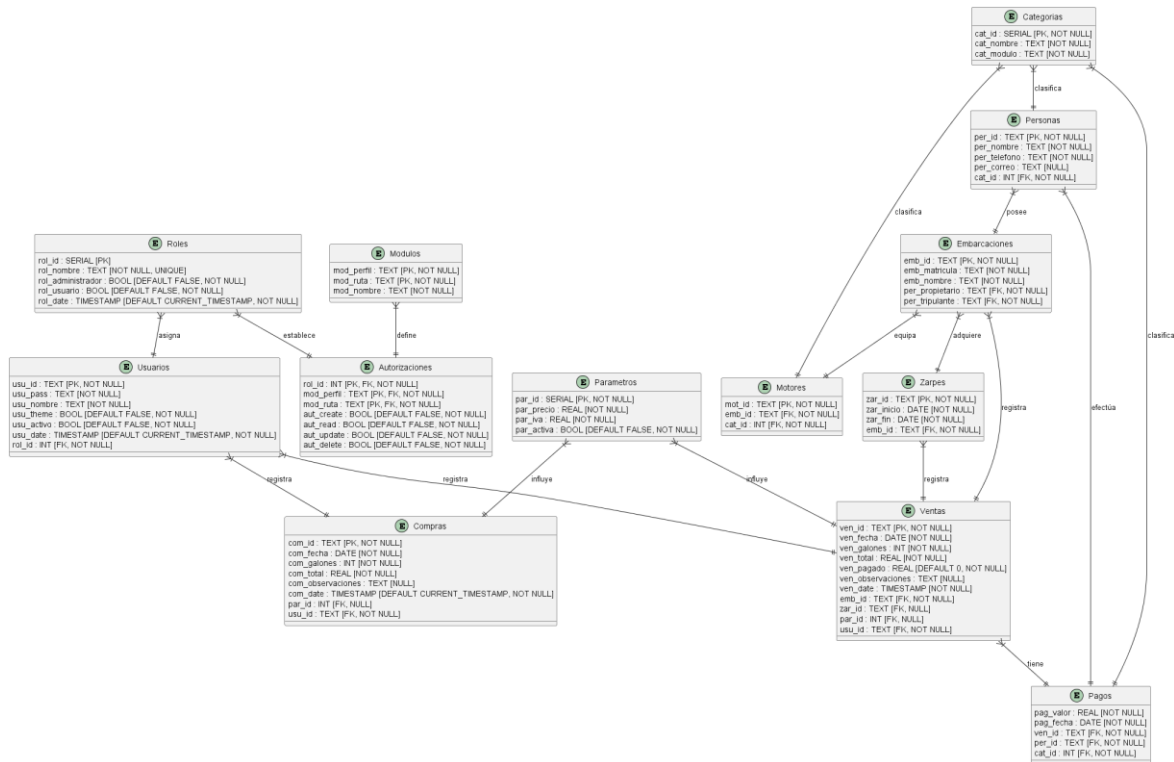 E Categorias
cat_id : SERIAL [PK, NOT NULL]
cat_nombre : TEXT [NOT NULL]
cat_modulo : TEXT [NOT NULL]
clasifica
E Personas
per_id : TEXT [PK, NOT NULL]
per_nombre : TEXT [NOT NULL]
per_telefono : TEXT [NOT NULL]
per_correo : TEXT [NULL]
cat_id : INT [FK, NOT NULL]
clasifica
posee
E Roles
rol_id : SERIAL [PK]
rol_nombre : TEXT [NOT NULL, UNIQUE]
rol_administrador : BOOL [DEFAULT FALSE, NOT NULL]
rol_usuario : BOOL [DEFAULT FALSE, NOT NULL]
rol_date : TIMESTAMP [DEFAULT CURRENT_TIMESTAMP, NOT NULL]
E Modulos
mod_perfil : TEXT [PK, NOT NULL]
mod_ruta : TEXT [PK, NOT NULL]
mod_nombre : TEXT [NOT NULL]
E Embarcaciones
emb_id : TEXT [PK, NOT NULL]
emb_matricula : TEXT [NOT NULL]
emb_nombre : TEXT [NOT NULL]
per_propietario : TEXT [FK, NOT NULL]
per_tripulante : TEXT [FK, NOT NULL]
asigna
establece
define
equipa
adquiere
clasifica
E Usuarios
usu_id : TEXT [PK, NOT NULL]
usu_pass : TEXT [NOT NULL]
usu_nombre : TEXT [NOT NULL]
usu_theme : BOOL [DEFAULT FALSE, NOT NULL]
usu_activo : BOOL [DEFAULT FALSE, NOT NULL]
usu_date : TIMESTAMP [DEFAULT CURRENT_TIMESTAMP, NOT NULL]
rol_id : INT [FK, NOT NULL]
E Autorizaciones
rol_id : INT [PK, FK, NOT NULL]
mod_perfil : TEXT [PK, FK, NOT NULL]
mod_ruta : TEXT [PK, FK, NOT NULL]
aut_create : BOOL [DEFAULT FALSE, NOT NULL]
aut_read : BOOL [DEFAULT FALSE, NOT NULL]
aut_update : BOOL [DEFAULT FALSE, NOT NULL]
aut_delete : BOOL [DEFAULT FALSE, NOT NULL]
E Parametros
par_id : SERIAL [PK, NOT NULL]
par_precio : REAL [NOT NULL]
par_iva : REAL [NOT NULL]
par_activa : BOOL [DEFAULT FALSE, NOT NULL]
E Motores
mot_id : TEXT [PK, NOT NULL]
emb_id : TEXT [FK, NOT NULL]
cat_id : INT [FK, NOT NULL]
E Zarpes
zar_id : TEXT [PK, NOT NULL]
zar_inicio : DATE [NOT NULL]
zar_fin : DATE [NOT NULL]
emb_id : TEXT [FK, NOT NULL]
registra
efectúa
registra
registra
influye
influye
registra
E Compras
com_id : TEXT [PK, NOT NULL]
com_fecha : DATE [NOT NULL]
com_galones : INT [NOT NULL]
com_total : REAL [NOT NULL]
com_observaciones : TEXT [NULL]
com_date : TIMESTAMP [DEFAULT CURRENT_TIMESTAMP, NOT NULL]
par_id : INT [FK, NULL]
usu_id : TEXT [FK, NOT NULL]
E Ventas
ven_id : TEXT [PK, NOT NULL]
ven_fecha : DATE [NOT NULL]
ven_galones : INT [NOT NULL]
ven_total : REAL [NOT NULL]
ven_pagado : REAL [DEFAULT 0, NOT NULL]
ven_observaciones : TEXT [NULL]
ven_date : TIMESTAMP [NOT NULL]
emb_id : TEXT [FK, NOT NULL]
zar_id : TEXT [FK, NULL]
par_id : INT [FK, NULL]
usu_id : TEXT [FK, NOT NULL]
tiene
E Pagos
pag_valor : REAL [NOT NULL]
pag_fecha : DATE [NOT NULL]
ven_id : TEXT [FK, NOT NULL]
per_id : TEXT [FK, NOT NULL]
cat_id : INT [FK, NOT NULL]